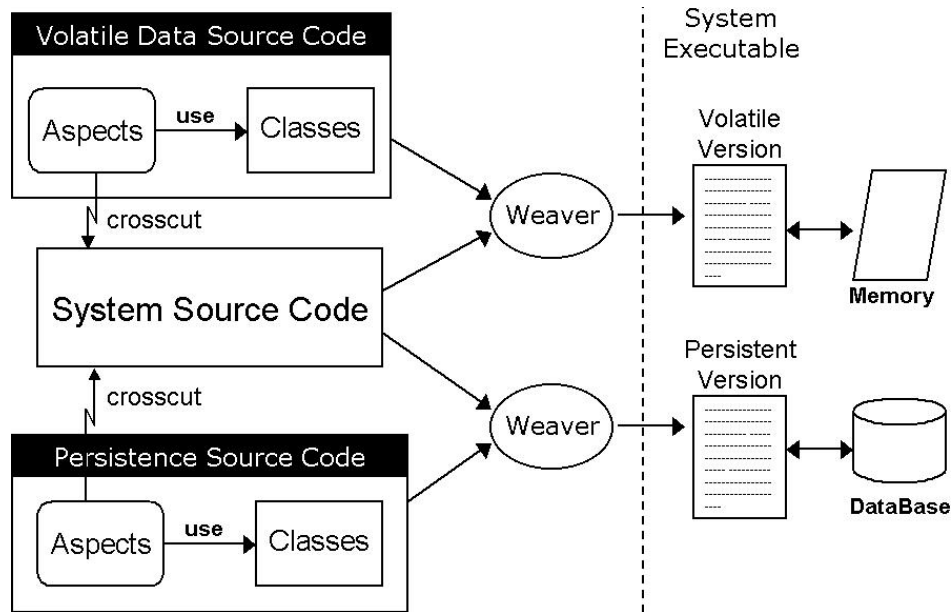 Volatile Data Source Code
Aspects
use
Classes
crosscut
System Source Code
crosscut
Persistence Source Code
Aspects
use
Classes
Weaver
Weaver
System
Executable
Volatile
Version
Memory
Persistent
Version
DataBase